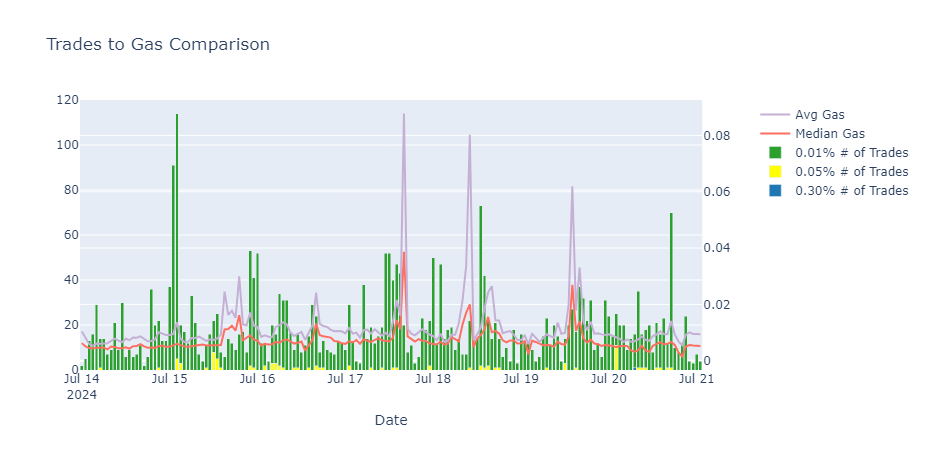 Trades to Gas Comparison
Avg Gas
Median Gas
0.01% # of Trades
0.05% # of Trades
0.30% # of Trades
120
100
80
60
40
20
0
0.08
0.06
0.04
0.02
0
Jul 14
2024
Jul 15
Jul 16
Jul 17
Jul 18
Jul 19
Jul 20
Jul 21
Date